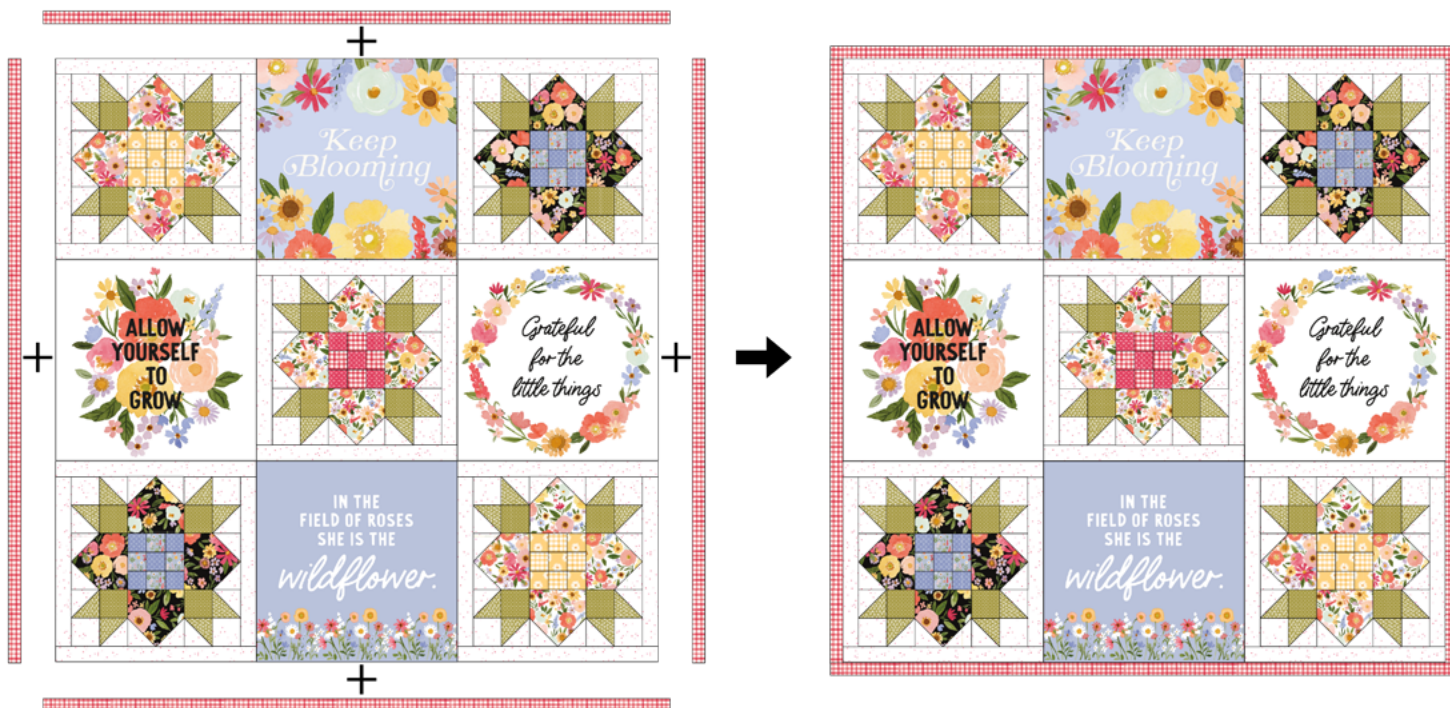 Keep
Blooming
ALLOW
YOURSELF
TO
GROW
Grateful
for the
little things
IN THE
FIELD OF ROSES
SHE IS THE
wildflower.
Keep
Blooming
ALLOW
YOURSELF
TO
GROW
Grateful
for the
little things
IN THE
FIELD OF ROSES
SHE IS THE
wildflower.